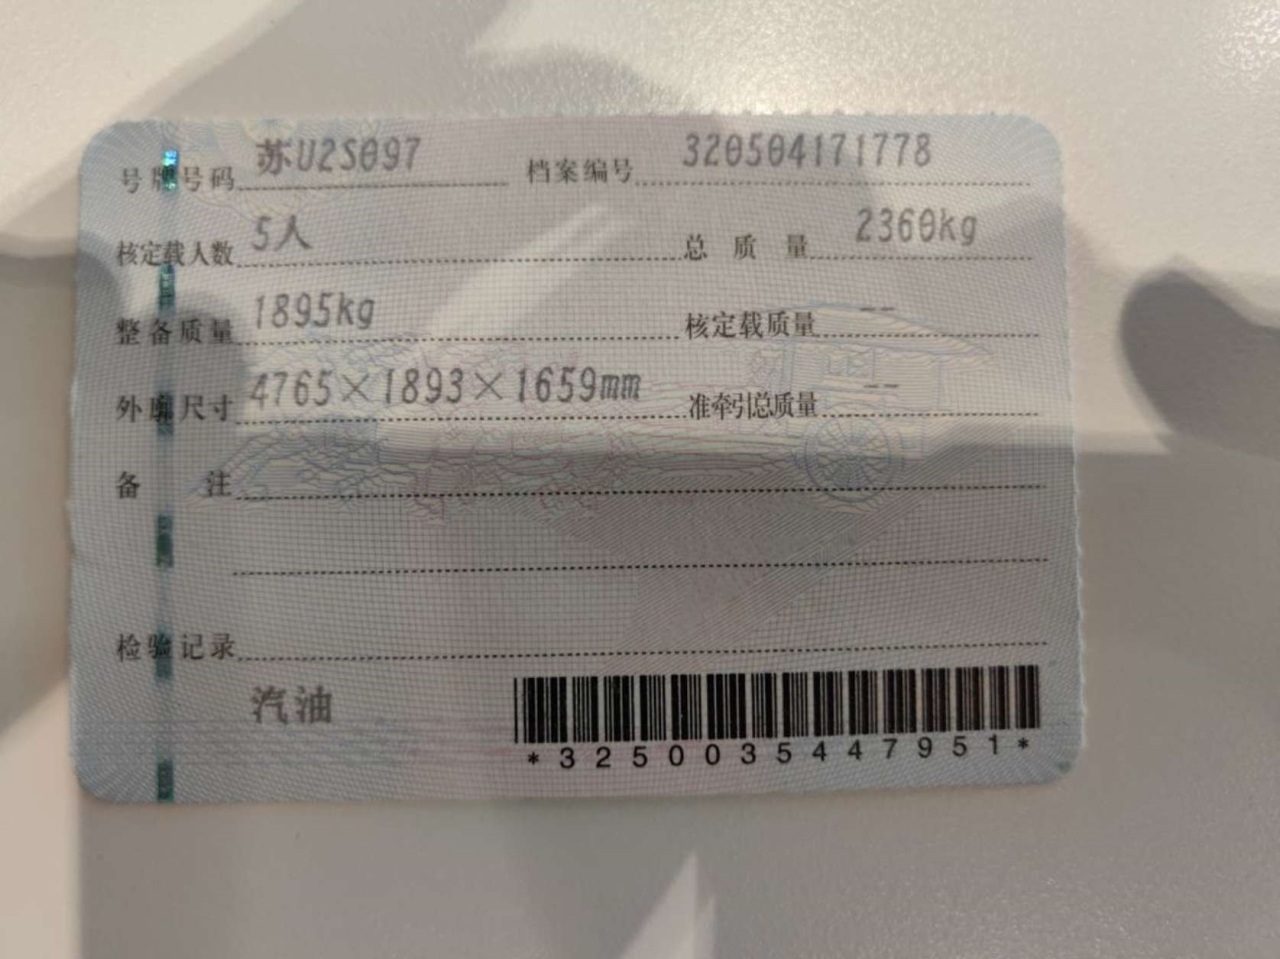 号牌号码 苏U2S097 档案编号 320504171778
核定载人数 5人 总质量 2360kg
整备质量 1895kg 核定载质量 --
外廓尺寸 4765×1893×1659mm 准牵引总质量 --
备注
检验记录
汽油
*3250035447951*